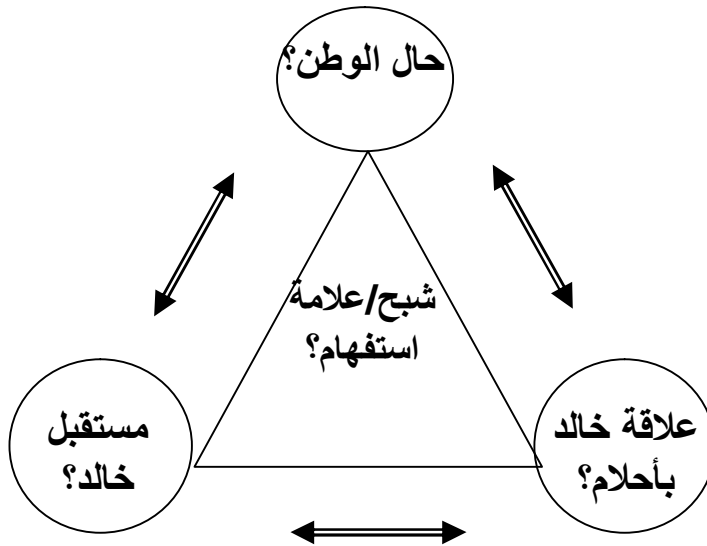 حال الوطن؟
شبح/علامة
استفهام؟
علاقة خالد
بأحلام؟
مستقبل
خالد؟